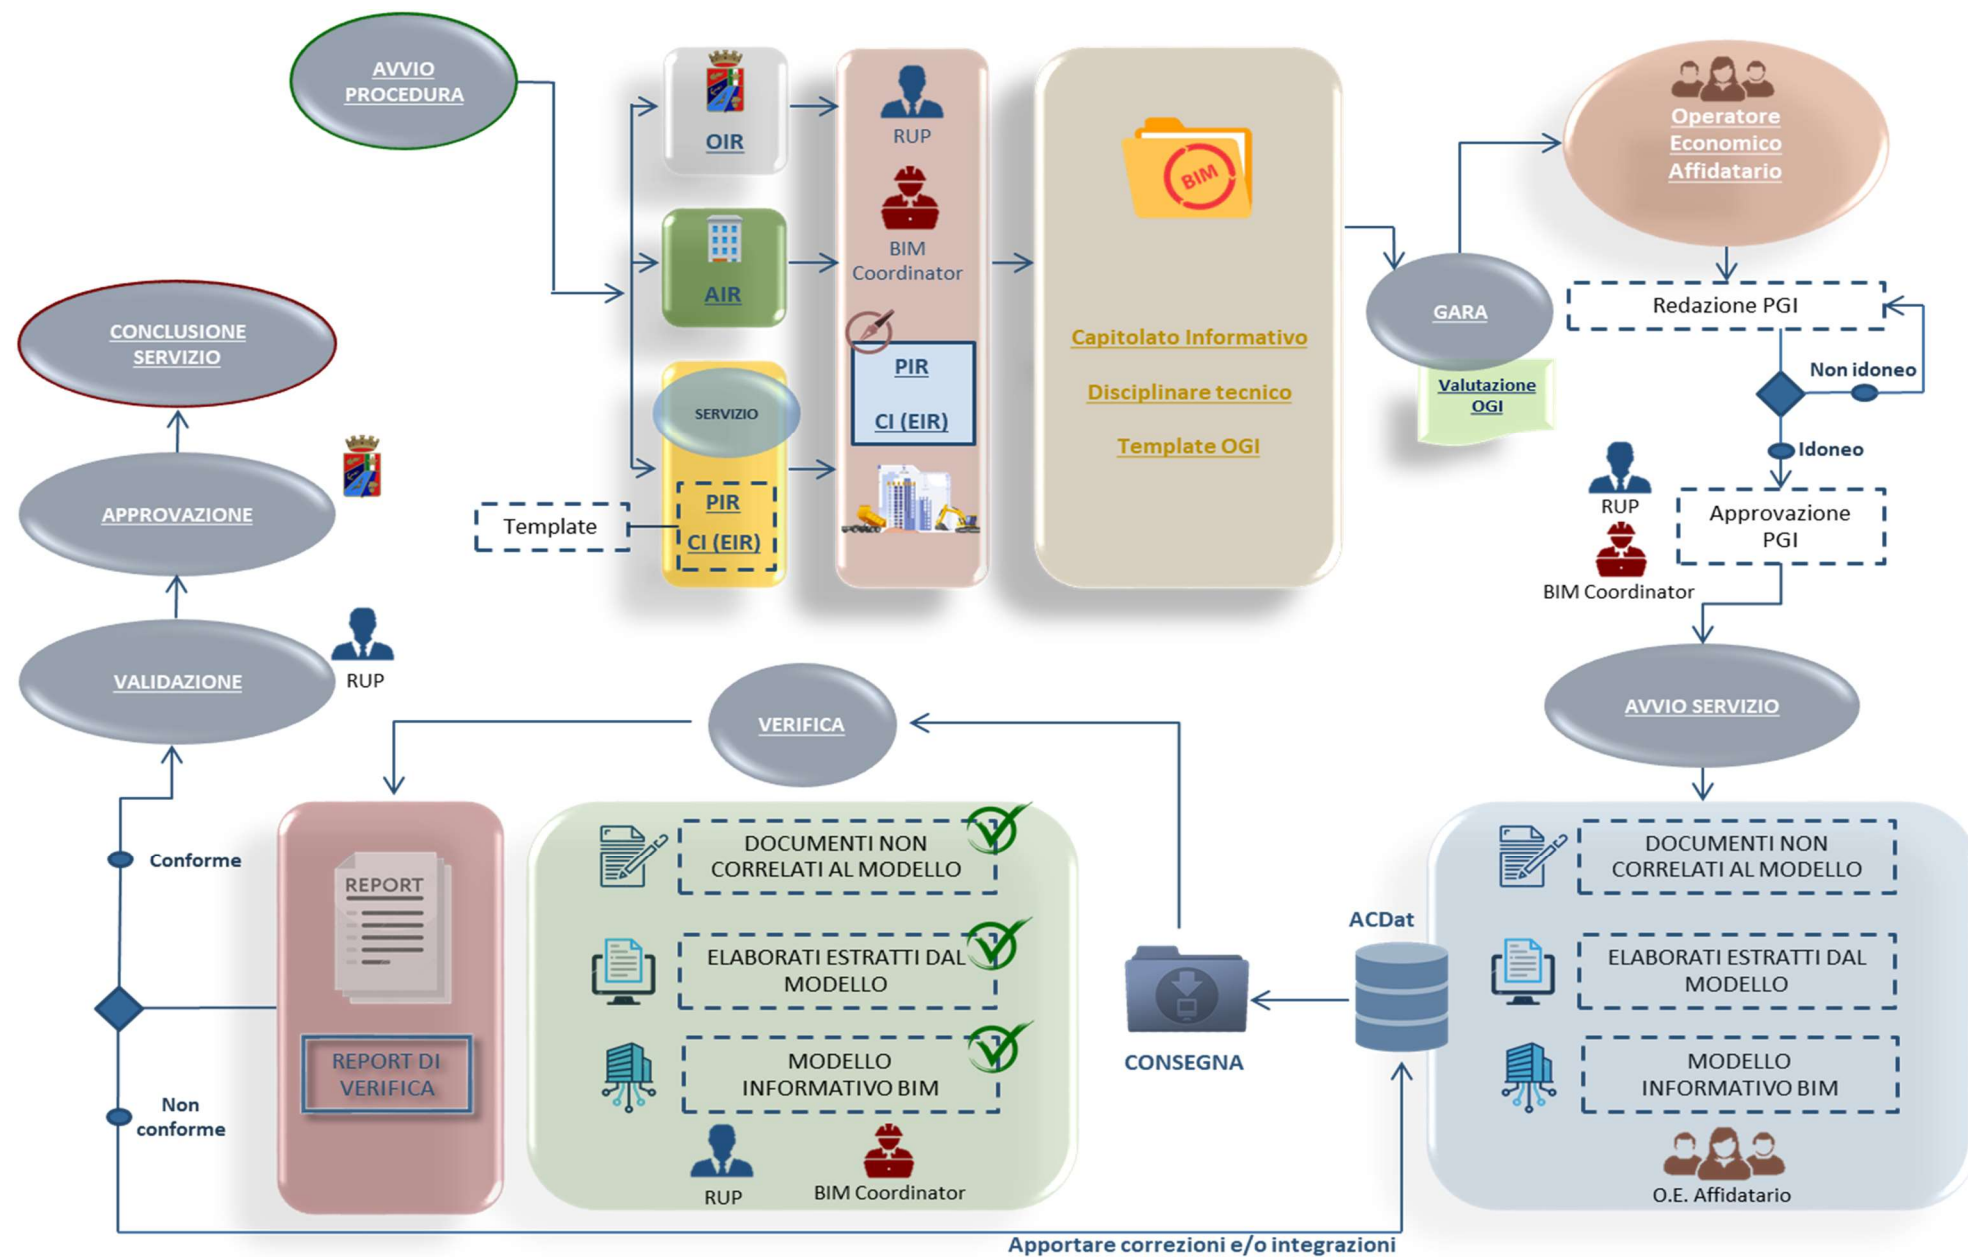 AVVIO
PROCEDURA
OIR
AIR
SERVIZIO
PIR
CI (EIR)
Template
RUP
BIM
Coordinator
PIR
CI (EIR)
BIM
Capitolato Informativo
Disciplinare tecnico
Template OGI
GARA
Valutazione
OGI
Operatore
Economico
Affidatario
Redazione PGI
Non idoneo
Idoneo
RUP
BIM Coordinator
Approvazione
PGI
AVVIO SERVIZIO
DOCUMENTI NON
CORRELATI AL MODELLO
ELABORATI ESTRATTI DAL
MODELLO
MODELLO
INFORMATIVO BIM
O.E. Affidatario
ACDat
CONSEGNA
VERIFICA
DOCUMENTI NON
CORRELATI AL MODELLO
ELABORATI ESTRATTI DAL
MODELLO
MODELLO
INFORMATIVO BIM
RUP
BIM Coordinator
REPORT
REPORT DI
VERIFICA
Conforme
Non
conforme
Apportare correzioni e/o integrazioni
VALIDAZIONE
RUP
APPROVAZIONE
CONCLUSIONE
SERVIZIO